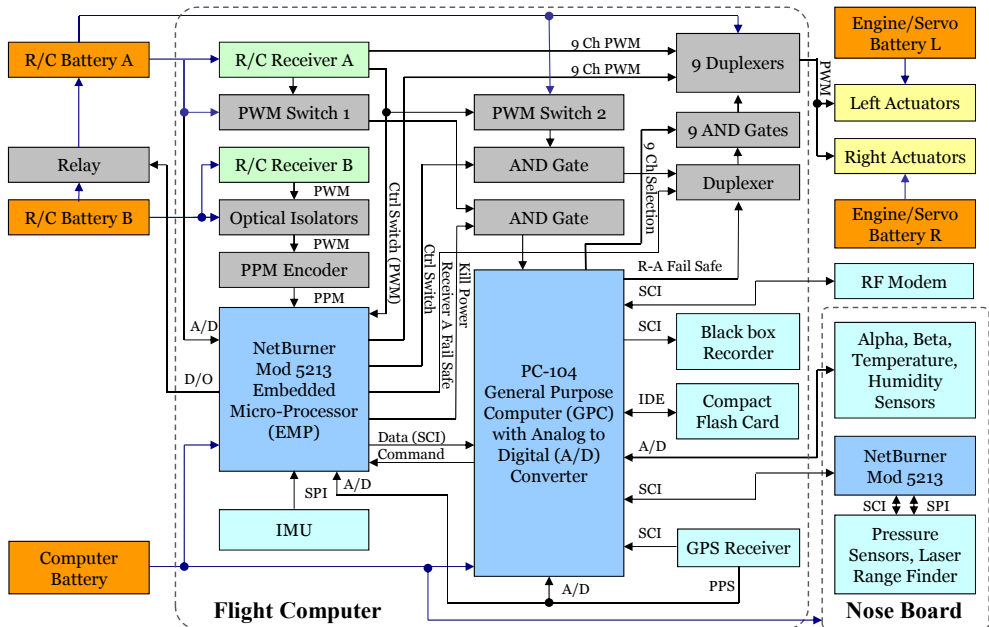 R/C Battery A
R/C Receiver A
9 Ch PWM
9 Ch PWM
9 Duplexers
Engine/Servo
Battery L
PWM
Left Actuators
PWM Switch 1
PWM Switch 2
9 AND Gates
Right Actuators
Relay
R/C Receiver B
AND Gate
Duplexer
9 Ch Selection
R/C Battery B
PWM
Optical Isolators
AND Gate
Engine/Servo
Battery R
PWM
PPM Encoder
PPM
Ctrl Switch (PWM)
Ctrl Switch
Receiver A Fail Safe
Kill Power
R-A Fail Safe
A/D
D/O
NetBurner
Mod 5213
Embedded
Micro-Processor
(EMP)
PC-104
General Purpose
Computer (GPC)
with Analog to
Digital (A/D)
Converter
SCI
RF Modem
SCI
Black box
Recorder
Alpha, Beta,
Temperature,
Humidity
Sensors
IDE
Compact
Flash Card
A/D
Data (SCI)
Command
SPI
A/D
SCI
NetBurner
Mod 5213
SCI
SPI
IMU
SCI
GPS Receiver
Pressure
Sensors, Laser
Range Finder
Computer
Battery
A/D
PPS
Flight Computer
Nose Board